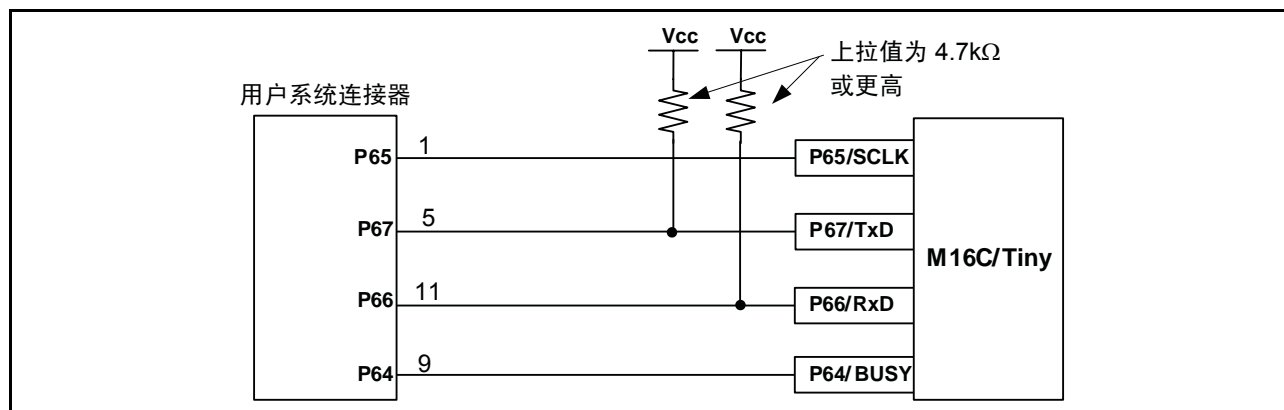 Vcc
Vcc
上拉值为 4.7kΩ
或更高
用户系统连接器
P65
1
P65/SCLK
P67
5
P67/TxD
M16C/Tiny
P66
11
P66/RxD
P64
9
P64/BUSY